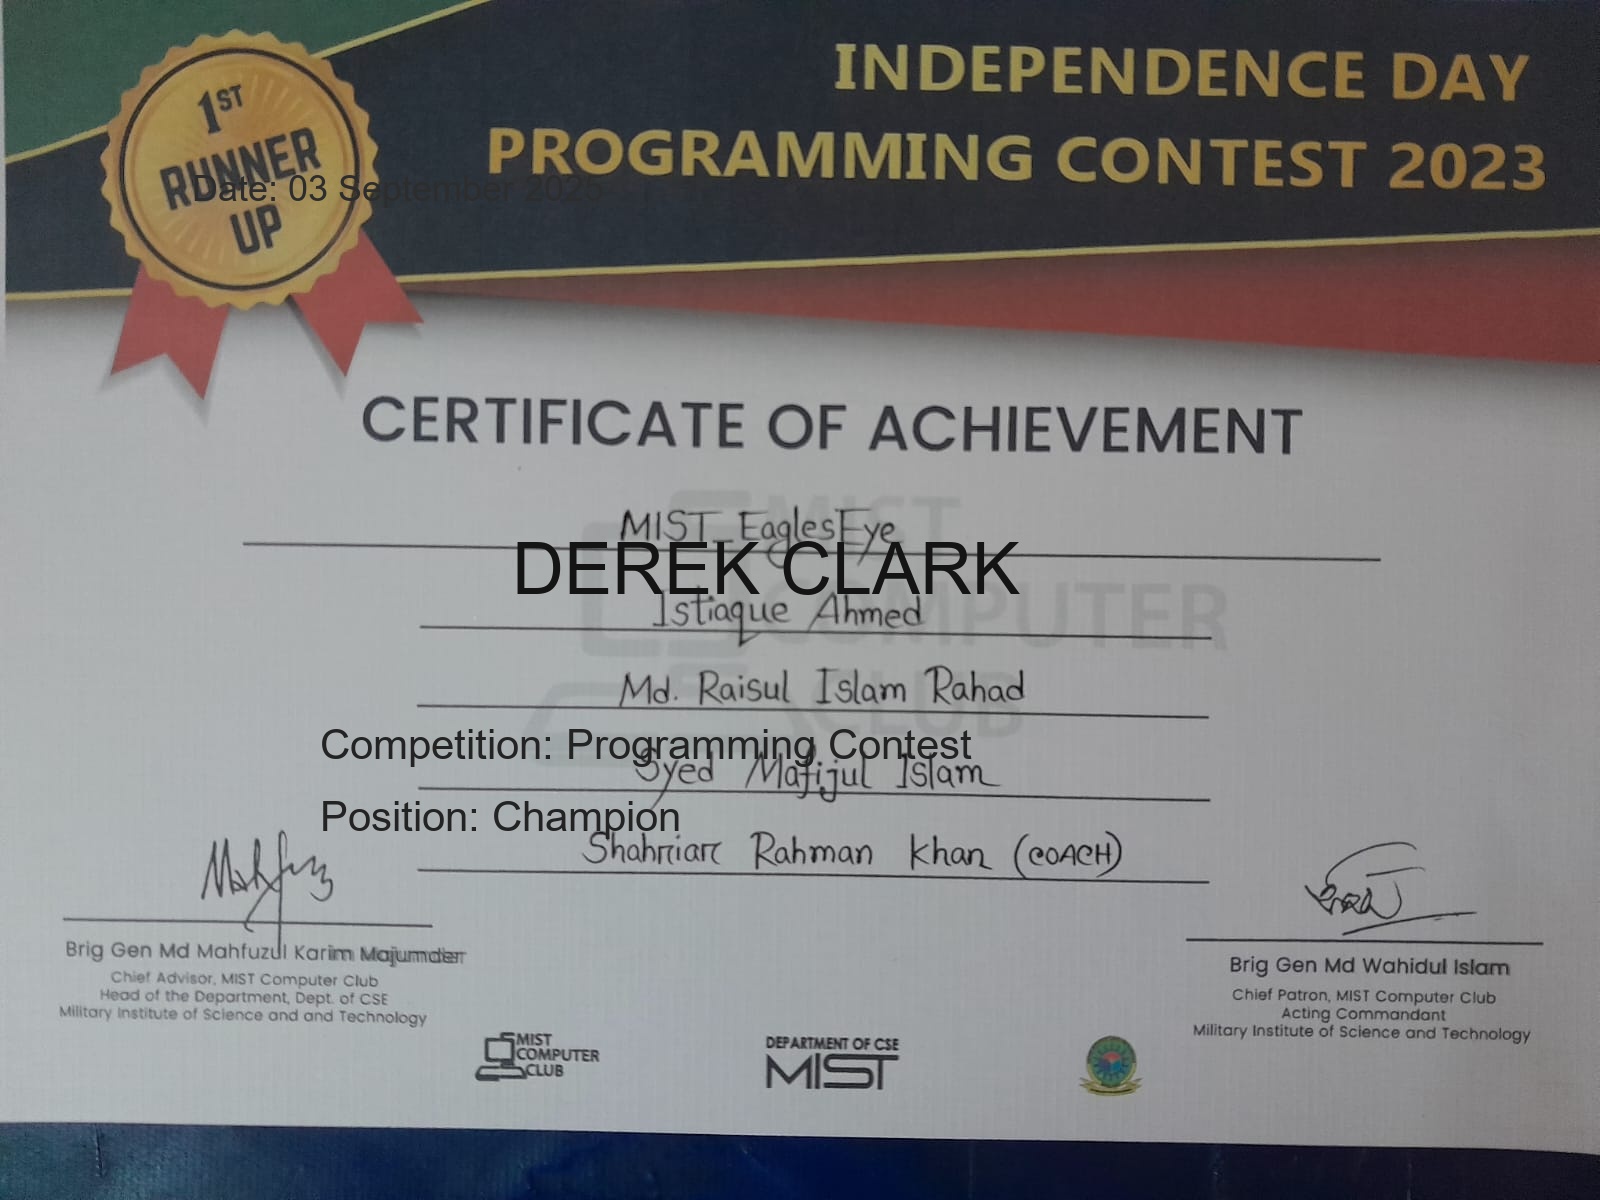 INDEPENDENCE DAY
PROGRAMMING CONTEST 2023
1ST
RUNNER
UP
Date: 03 September 2025
CERTIFICATE OF ACHIEVEMENT
MIST_EaglesEye
DEREK CLARK
Istiaque Ahmed
Md. Raisul Islam Rahad
Competition: Programming Contest
Syed Mafijul Islam
Position: Champion
Shahriar Rahman Khan (COACH)
Brig Gen Md Mahfuzul Karim Majumder
Chief Advisor, MIST Computer Club
Head of the Department, Dept. of CSE
Military Institute of Science and and Technology
Brig Gen Md Wahidul Islam
Chief Patron, MIST Computer Club
Acting Commandant
Military Institute of Science and Technology
MIST
COMPUTER
CLUB
MIST
COMPUTER
CLUB
DEPARTMENT OF CSE
MIST